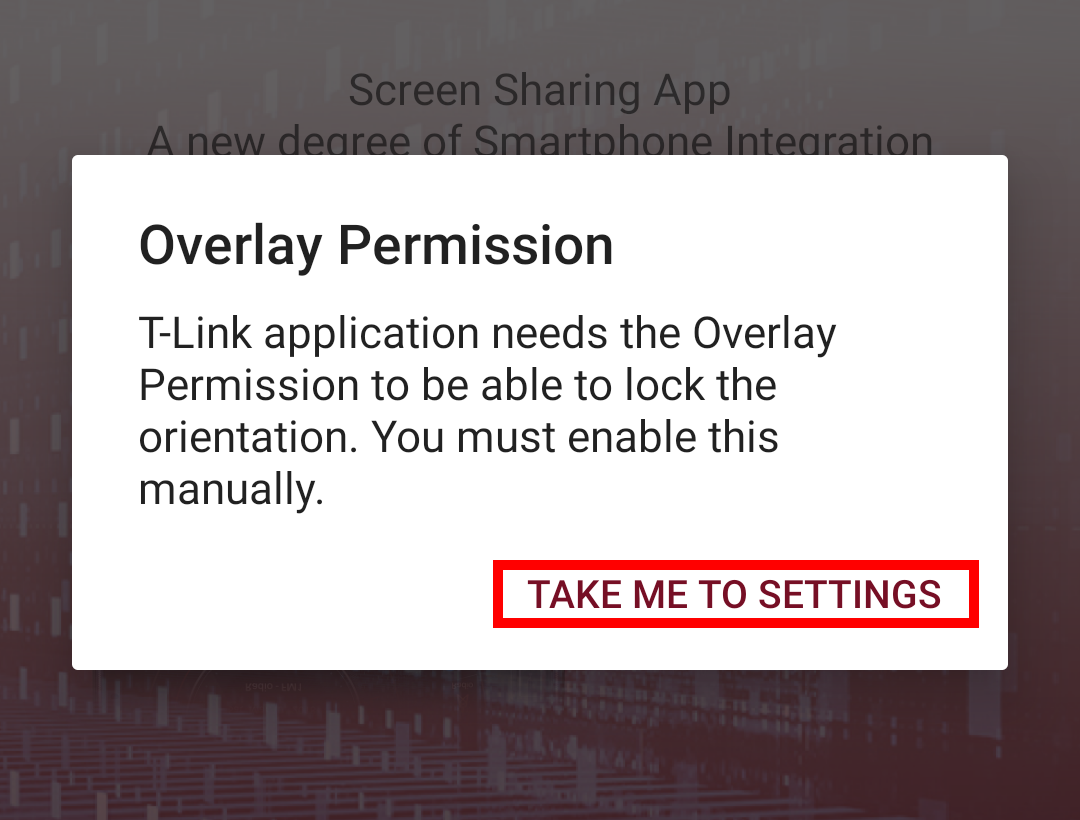 Screen Sharing App
A new degree of Smartphone Integration
Overlay Permission
T-Link application needs the Overlay
Permission to be able to lock the
orientation. You must enable this
manually.
TAKE ME TO SETTINGS